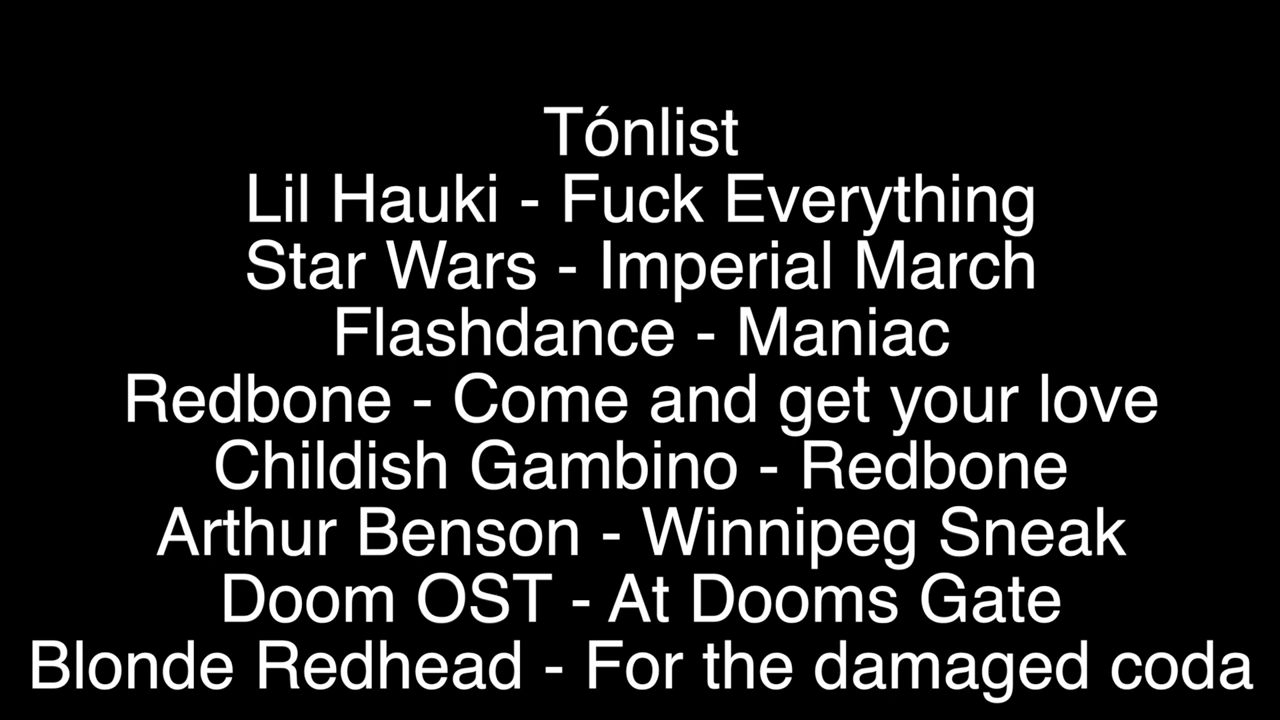 Tónlist
Lil Hauki - Fuck Everything
Star Wars - Imperial March
Flashdance - Maniac
Redbone - Come and get your love
Childish Gambino - Redbone
Arthur Benson - Winnipeg Sneak
Doom OST - At Dooms Gate
Blonde Redhead - For the damaged coda